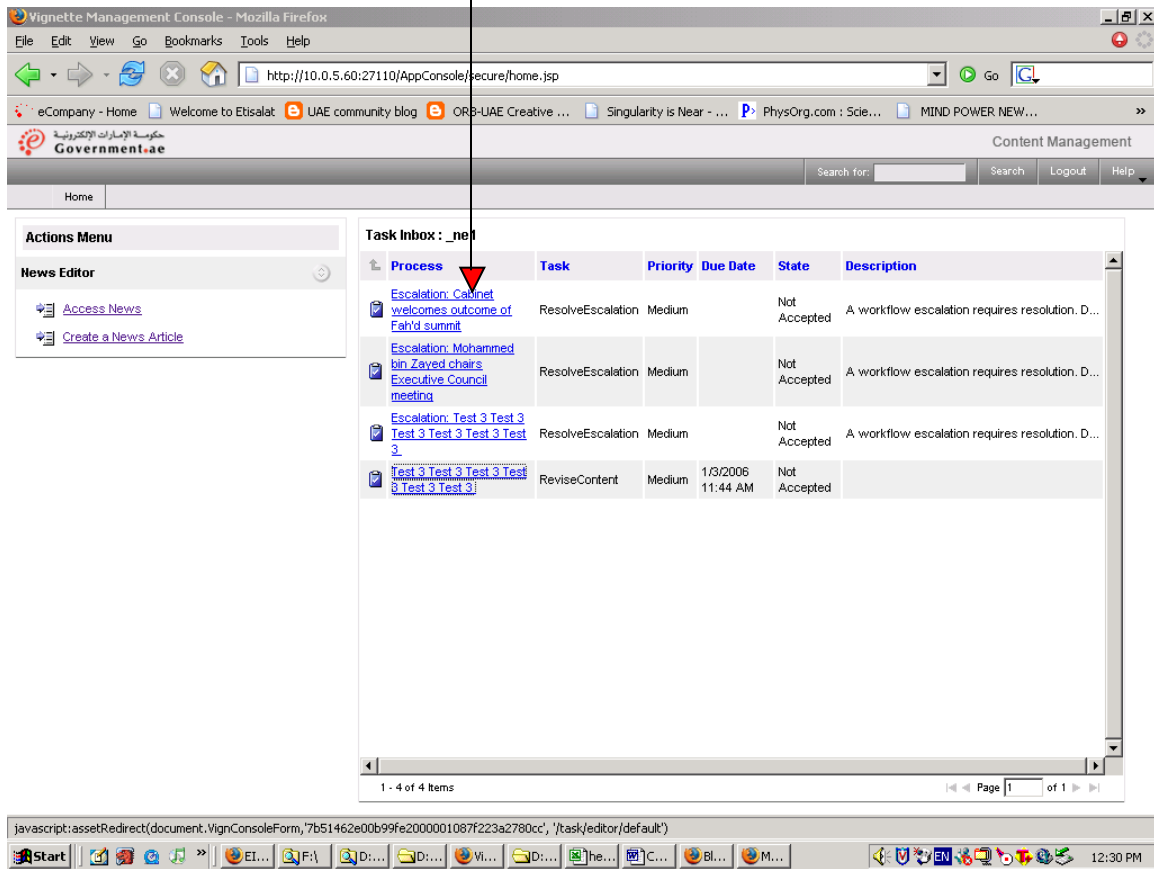 Vignette Management Console - Mozilla Firefox
File Edit View Go Bookmarks Tools Help
http://10.0.5.60:27110/AppConsole/secure/home.jsp
Go
G
eCompany - Home Welcome to Etisalat UAE community blog ORB-UAE Creative ... Singularity is Near - ... PhysOrg.com : Scie... MIND POWER NEW... »
حكومة الإمارات الإلكترونية
Government.ae
Content Management
Search for: Search Logout Help
Home
Actions Menu
News Editor
Access News
Create a News Article
Task Inbox : _ne1
Process Task Priority Due Date State Description
Escalation: Cabinet
welcomes outcome of
Fah'd summit
ResolveEscalation Medium
Not
Accepted
A workflow escalation requires resolution. D...
Escalation: Mohammed
bin Zayed chairs
Executive Council
meeting
ResolveEscalation Medium
Not
Accepted
A workflow escalation requires resolution. D...
Escalation: Test 3 Test 3
Test 3 Test 3 Test 3 Test
3
ResolveEscalation Medium
Not
Accepted
A workflow escalation requires resolution. D...
Test 3 Test 3 Test 3 Test
3 Test 3 Test 3
ReviseContent Medium
1/3/2006
11:44 AM
Not
Accepted
1 - 4 of 4 Items
Page 1 of 1
javascript:assetRedirect(document.VignConsoleForm,'7b51462e00b99fe2000001087f223a2780cc', '/task/editor/default')
Start » EI... F:\ D:... D:... Vi... D:... he... C... Bl... M... EN 12:30 PM